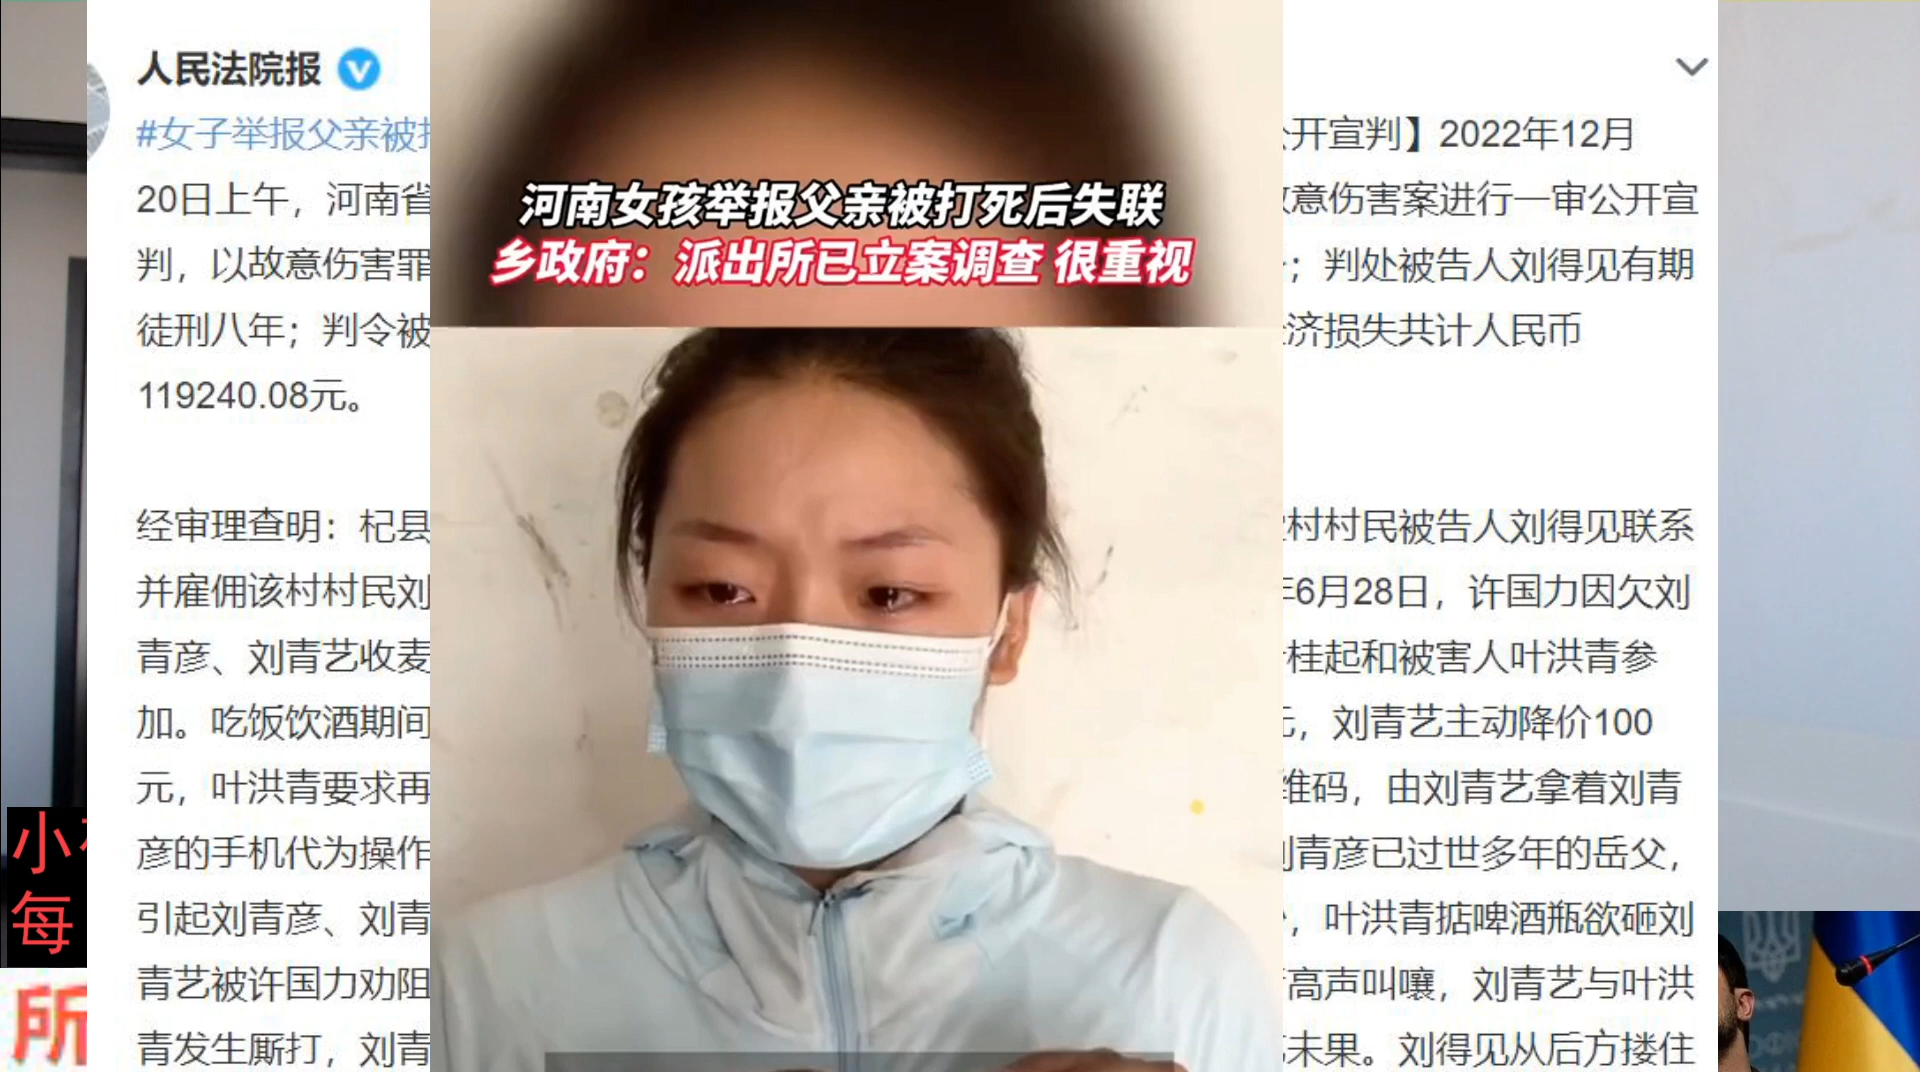 人民法院报
#女子举报父亲被打
公开宣判】2022年12月
20日上午，河南省
故意伤害案进行一审公开宣
判，以故意伤害罪
；判处被告人刘得见有期
徒刑八年；判令被
经济损失共计人民币
119240.08元。
河南女孩举报父亲被打死后失联
乡政府：派出所已立案调查 很重视
经审理查明：杞县
村村民被告人刘得见联系
并雇佣该村村民刘
年6月28日，许国力因欠刘
青彦、刘青艺收麦
桂起和被害人叶洪青参
加。吃饭饮酒期间
元，刘青艺主动降价100
元，叶洪青要求再
维码，由刘青艺拿着刘青
彦的手机代为操作
刘青彦已过世多年的岳父，
引起刘青彦、刘青
，叶洪青掂啤酒瓶欲砸刘
青艺被许国力劝阻
高声叫嚷，刘青艺与叶洪
青发生厮打，刘青
未果。刘得见从后方搂住
小
每
所